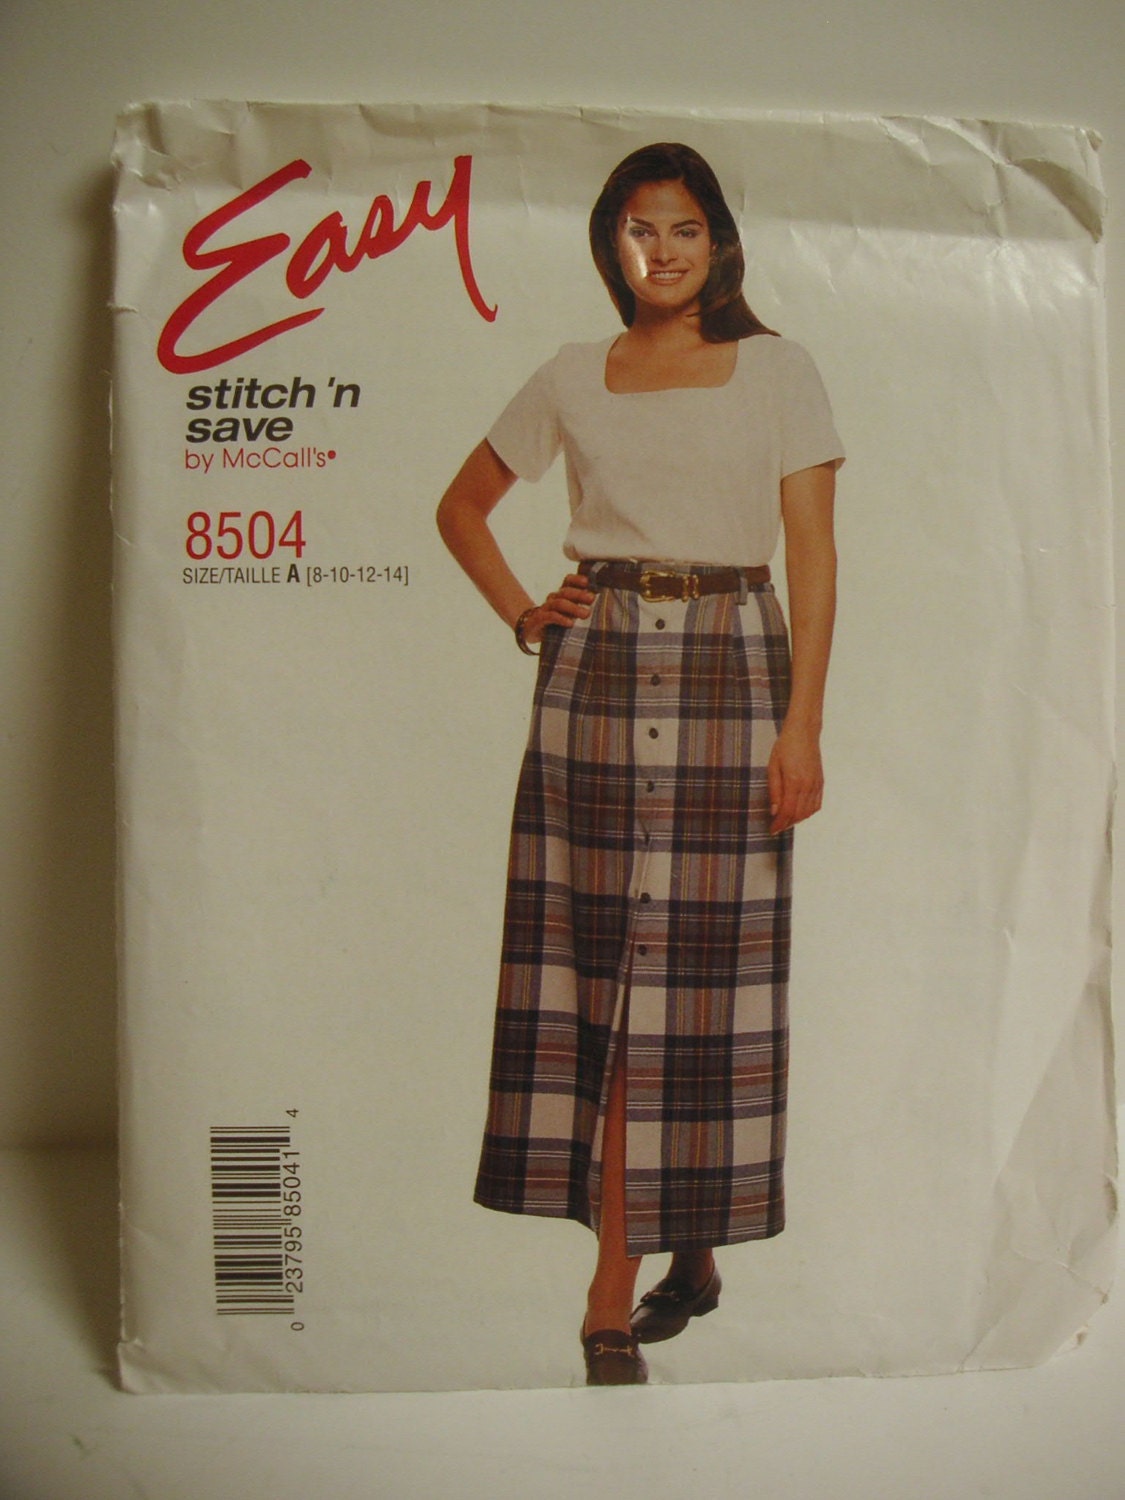 Easy
stitch 'n
save
by McCall's•
8504
SIZE/TAILLE A [8-10-12-14]
0 23795 85041 4